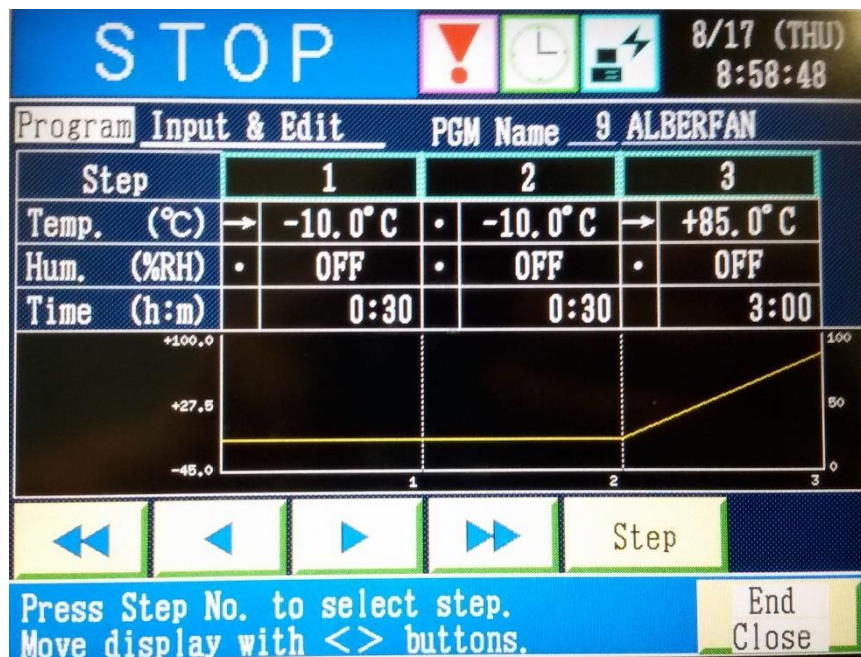 STOP
8/17 (THU)
8:58:48
Program Input & Edit PGM Name 9 ALBERFAN
Step 1 2 3
Temp. (℃) → -10.0°C • -10.0°C → +85.0°C
Hum. (%RH) • OFF • OFF • OFF
Time (h:m) 0:30 0:30 3:00
+100.0 100
+27.5 50
-45.0 0
1 2 3
Step
Press Step No. to select step.
Move display with <> buttons.
End
Close